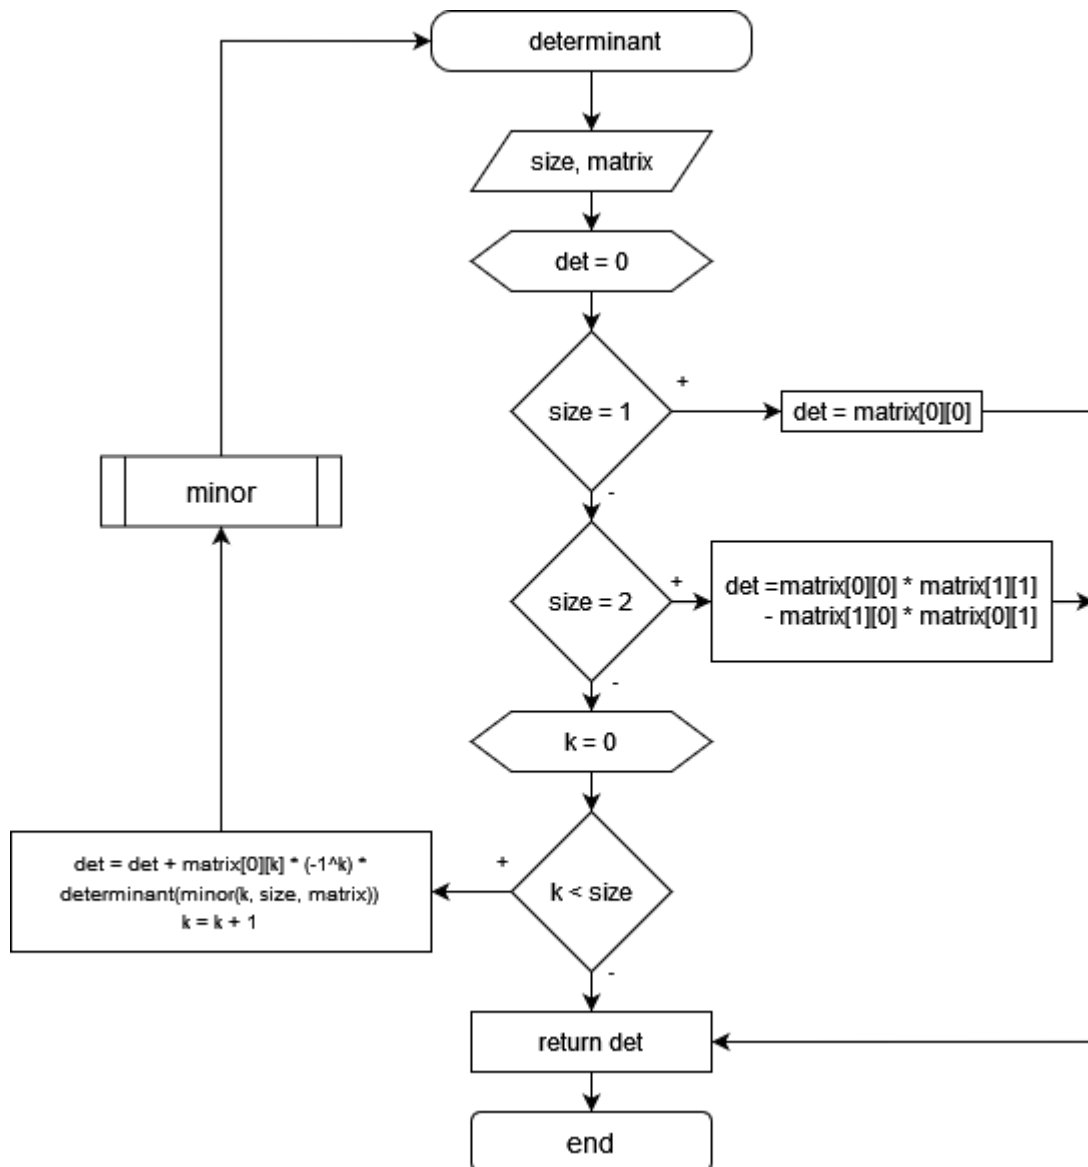 determinant
size, matrix
det = 0
size = 1
+
det = matrix[0][0]
-
size = 2
+
det =matrix[0][0] * matrix[1][1]
- matrix[1][0] * matrix[0][1]
-
k = 0
k < size
+
det = det + matrix[0][k] * (-1^k) *
determinant(minor(k, size, matrix))
k = k + 1
minor
-
return det
end